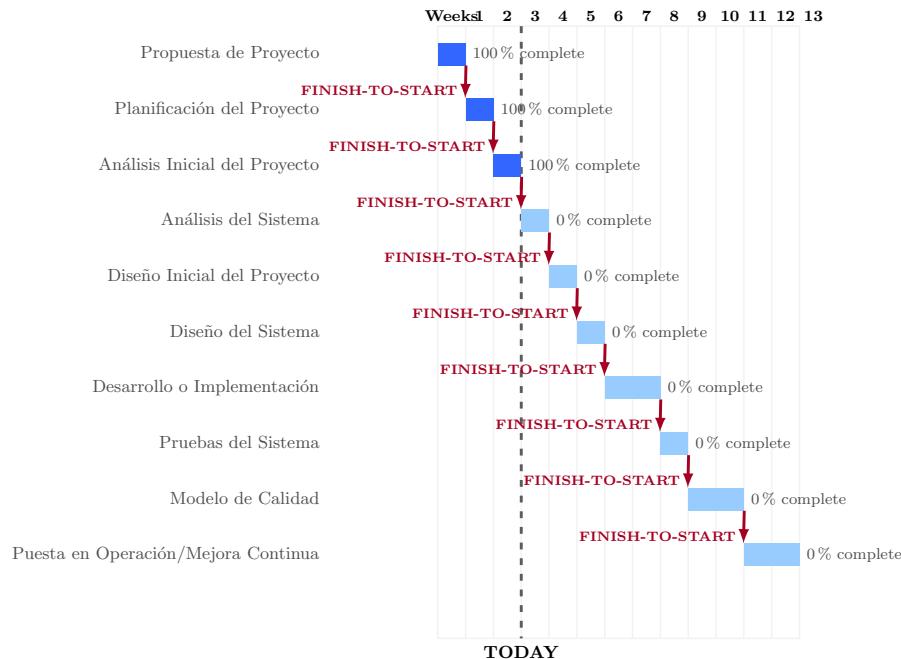 Weeks 1 2 3 4 5 6 7 8 9 10 11 12 13
Propuesta de Proyecto 100 % complete
FINISH-TO-START
Planificación del Proyecto 100 % complete
FINISH-TO-START
Análisis Inicial del Proyecto 100 % complete
FINISH-TO-START
Análisis del Sistema 0 % complete
FINISH-TO-START
Diseño Inicial del Proyecto 0 % complete
FINISH-TO-START
Diseño del Sistema 0 % complete
FINISH-TO-START
Desarrollo o Implementación 0 % complete
FINISH-TO-START
Pruebas del Sistema 0 % complete
FINISH-TO-START
Modelo de Calidad 0 % complete
FINISH-TO-START
Puesta en Operación/Mejora Continua 0 % complete
TODAY